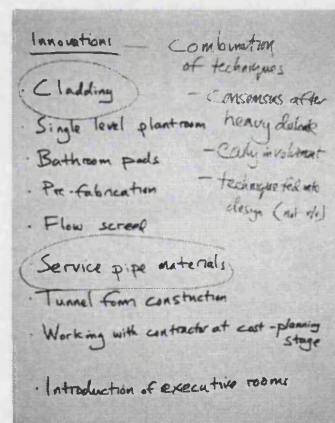 Innovations — Combination
of techniques
· Cladding
- Consensus after
heavy debate
· Single level plantroom
- Early involvment
· Bathroom pods
- technique fed into
design (not v/v)
· Pre-fabrication
· Flow screed
Service pipe materials
· Tunnel form construction
· Working with contractor at cost-planning
stage
· Introduction of executive rooms